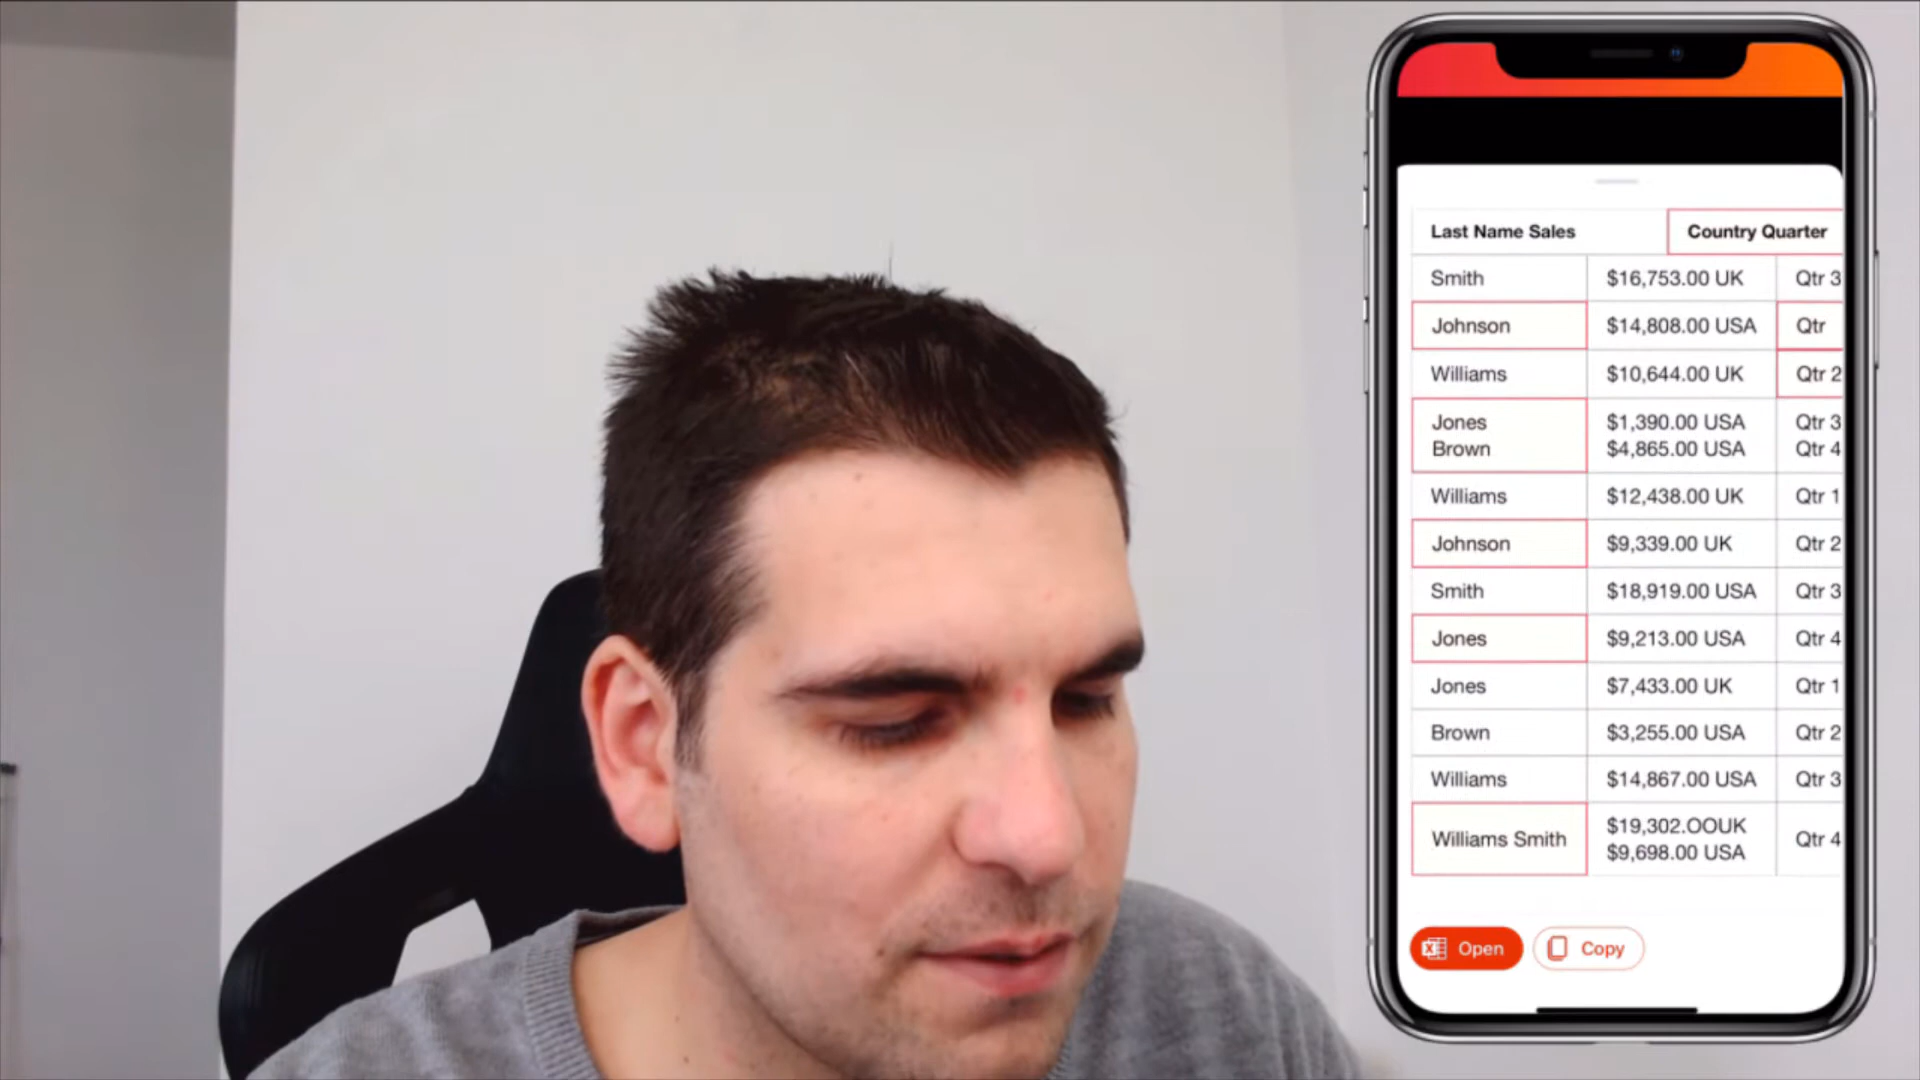 Last Name Sales Country Quarter
Smith $16,753.00 UK Qtr 3
Johnson $14,808.00 USA Qtr
Williams $10,644.00 UK Qtr 2
Jones $1,390.00 USA Qtr 3
Brown $4,865.00 USA Qtr 4
Williams $12,438.00 UK Qtr 1
Johnson $9,339.00 UK Qtr 2
Smith $18,919.00 USA Qtr 3
Jones $9,213.00 USA Qtr 4
Jones $7,433.00 UK Qtr 1
Brown $3,255.00 USA Qtr 2
Williams $14,867.00 USA Qtr 3
Williams Smith $19,302.OOUK Qtr 4
$9,698.00 USA
Open Copy